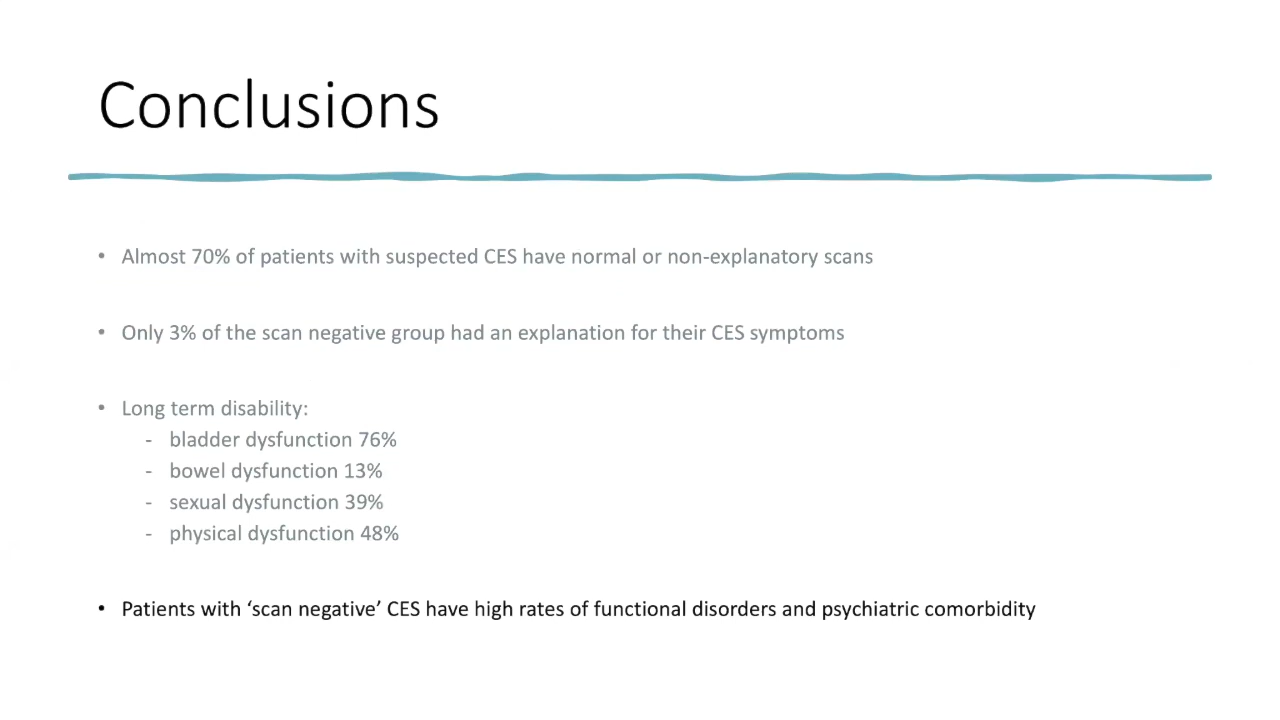 Conclusions
• Almost 70% of patients with suspected CES have normal or non-explanatory scans
• Only 3% of the scan negative group had an explanation for their CES symptoms
• Long term disability:
- bladder dysfunction 76%
- bowel dysfunction 13%
- sexual dysfunction 39%
- physical dysfunction 48%
• Patients with ‘scan negative’ CES have high rates of functional disorders and psychiatric comorbidity